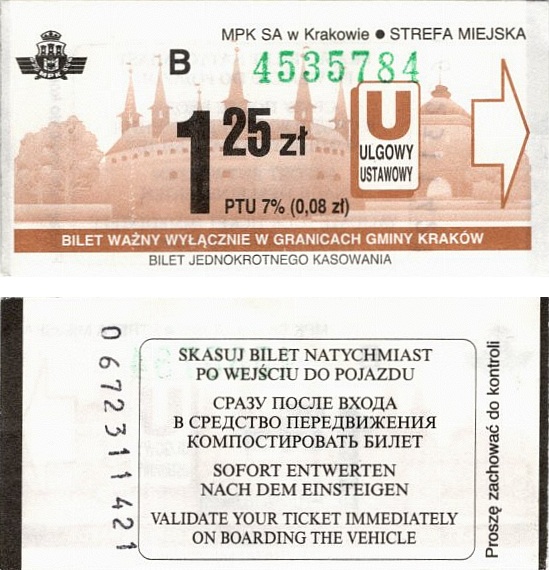 MPK SA w Krakowie ● STREFA MIEJSKA
B 4535784
1 25 zł
U
ULGOWY
USTAWOWY
PTU 7% (0,08 zł)
BILET WAŻNY WYŁĄCZNIE W GRANICACH GMINY KRAKÓW
BILET JEDNOKROTNEGO KASOWANIA
0672311421
SKASUJ BILET NATYCHMIAST
PO WEJŚCIU DO POJAZDU
СРАЗУ ПОСЛЕ ВХОДА
В СРЕДСТВО ПЕРЕДВИЖЕНИЯ
КОМПОСТИРОВАТЬ БИЛЕТ
SOFORT ENTWERTEN
NACH DEM EINSTEIGEN
VALIDATE YOUR TICKET IMMEDIATELY
ON BOARDING THE VEHICLE
Proszę zachować do kontroli